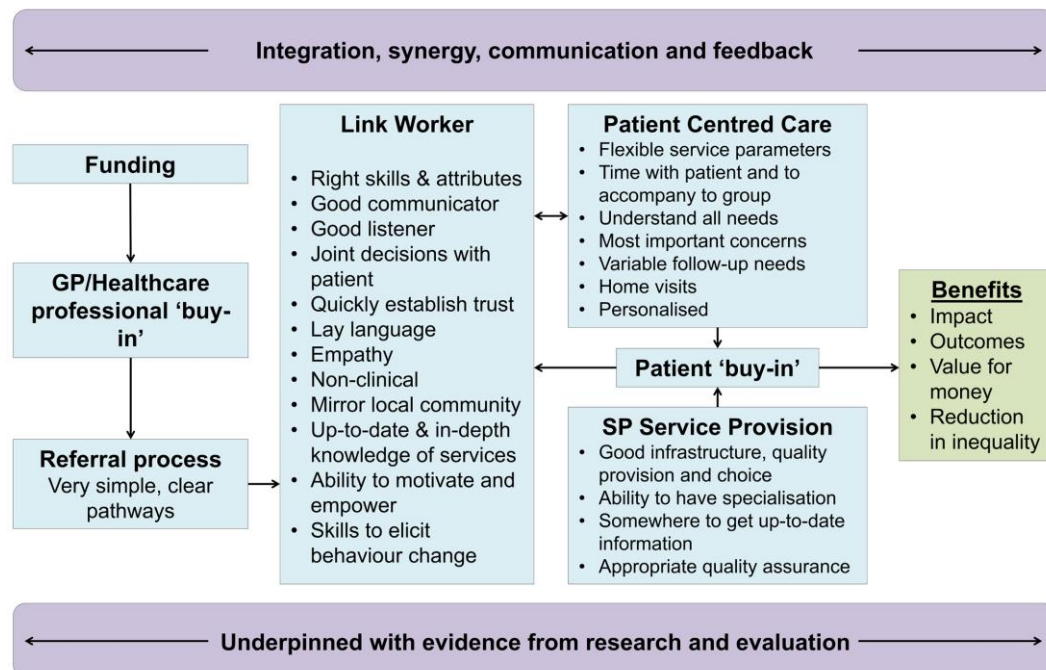 Integration, synergy, communication and feedback
Funding
GP/Healthcare
professional ‘buy-
in’
Referral process
Very simple, clear
pathways
Link Worker
• Right skills & attributes
• Good communicator
• Good listener
• Joint decisions with
patient
• Quickly establish trust
• Lay language
• Empathy
• Non-clinical
• Mirror local community
• Up-to-date & in-depth
knowledge of services
• Ability to motivate and
empower
• Skills to elicit
behaviour change
Patient Centred Care
• Flexible service parameters
• Time with patient and to
accompany to group
• Understand all needs
• Most important concerns
• Variable follow-up needs
• Home visits
• Personalised
Patient ‘buy-in’
SP Service Provision
• Good infrastructure, quality
provision and choice
• Ability to have specialisation
• Somewhere to get up-to-date
information
• Appropriate quality assurance
Benefits
• Impact
• Outcomes
• Value for
money
• Reduction
in inequality
Underpinned with evidence from research and evaluation